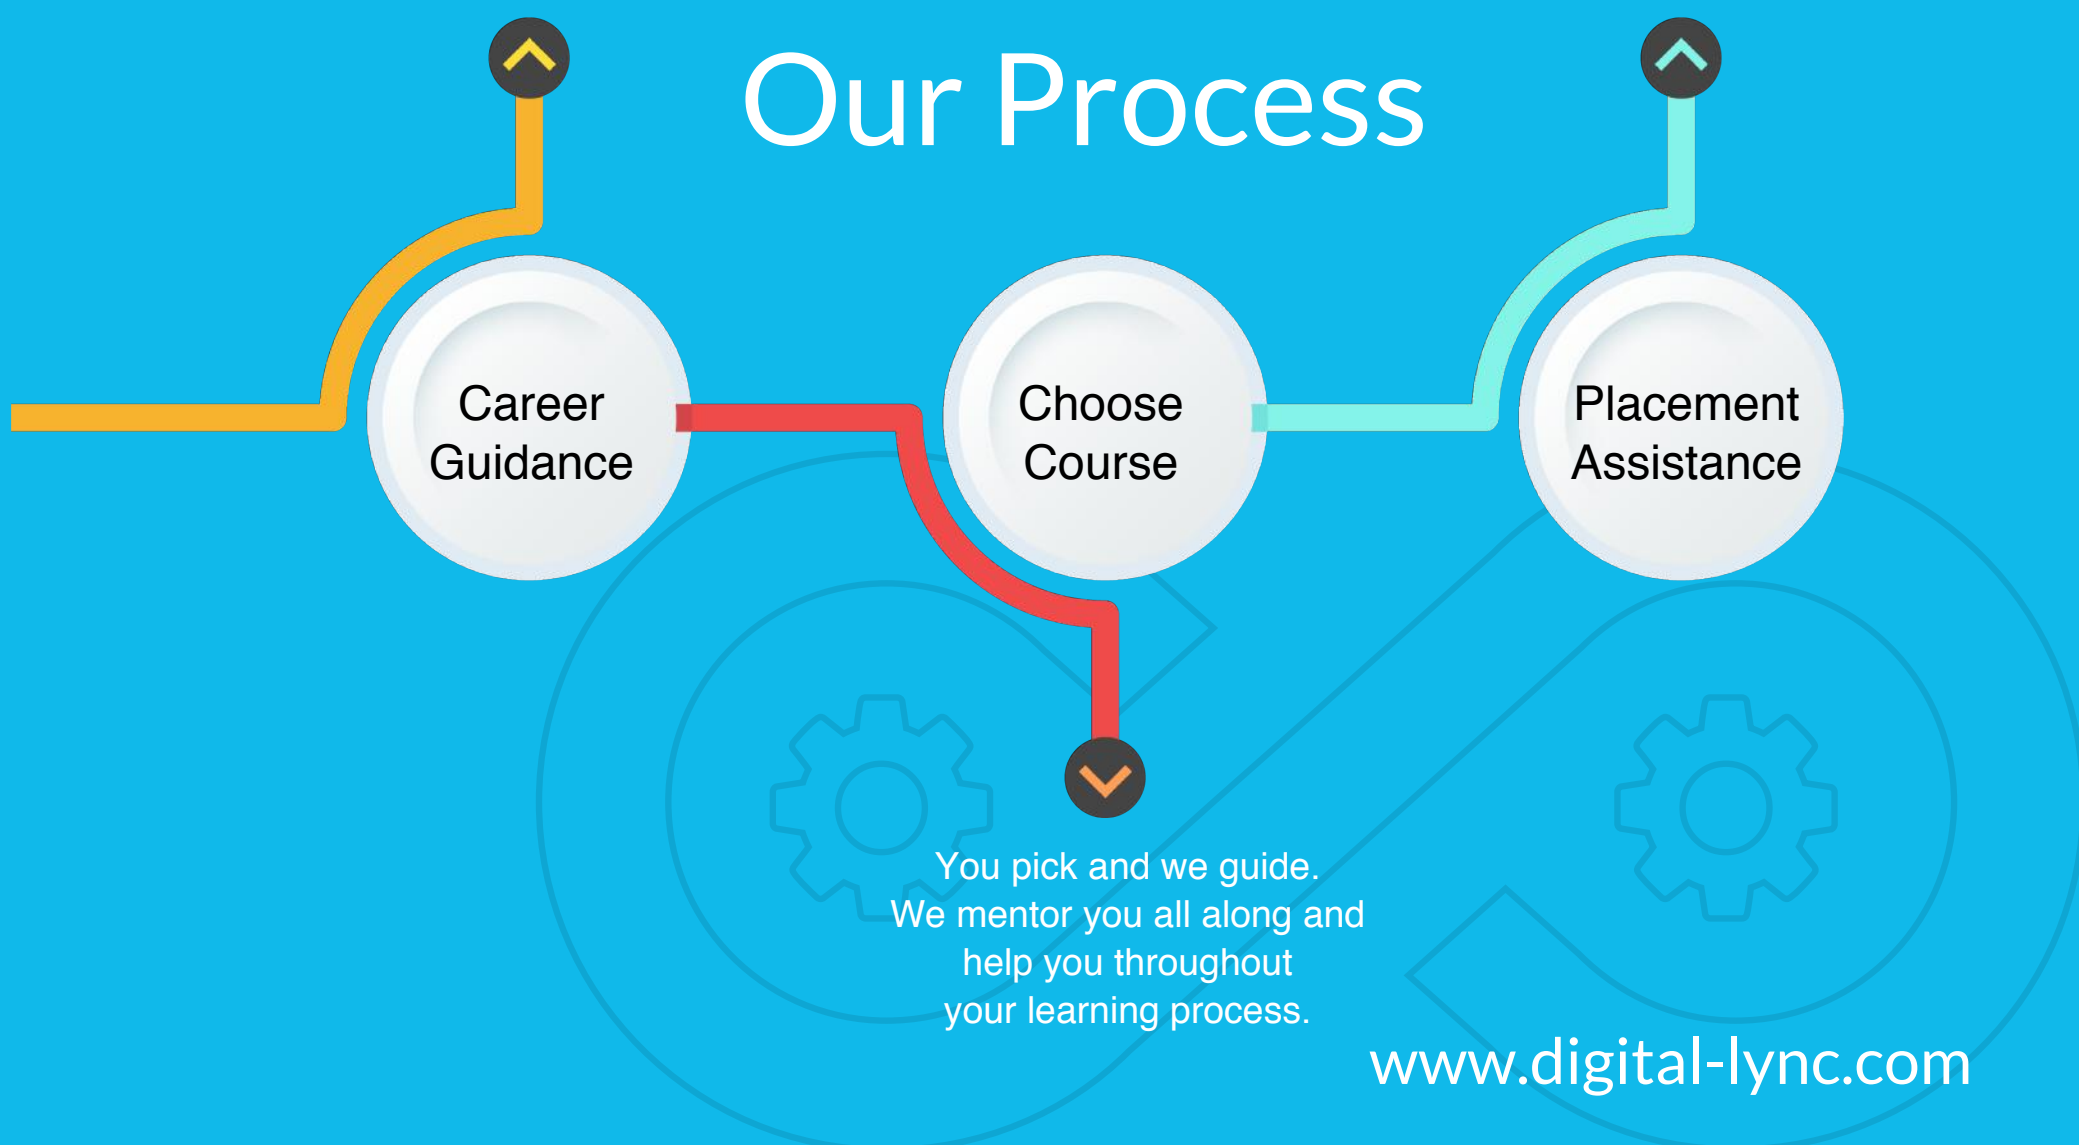 Our Process
Career
Guidance
Choose
Course
Placement
Assistance
You pick and we guide.
We mentor you all along and
help you throughout
your learning process.
www.digital-lync.com